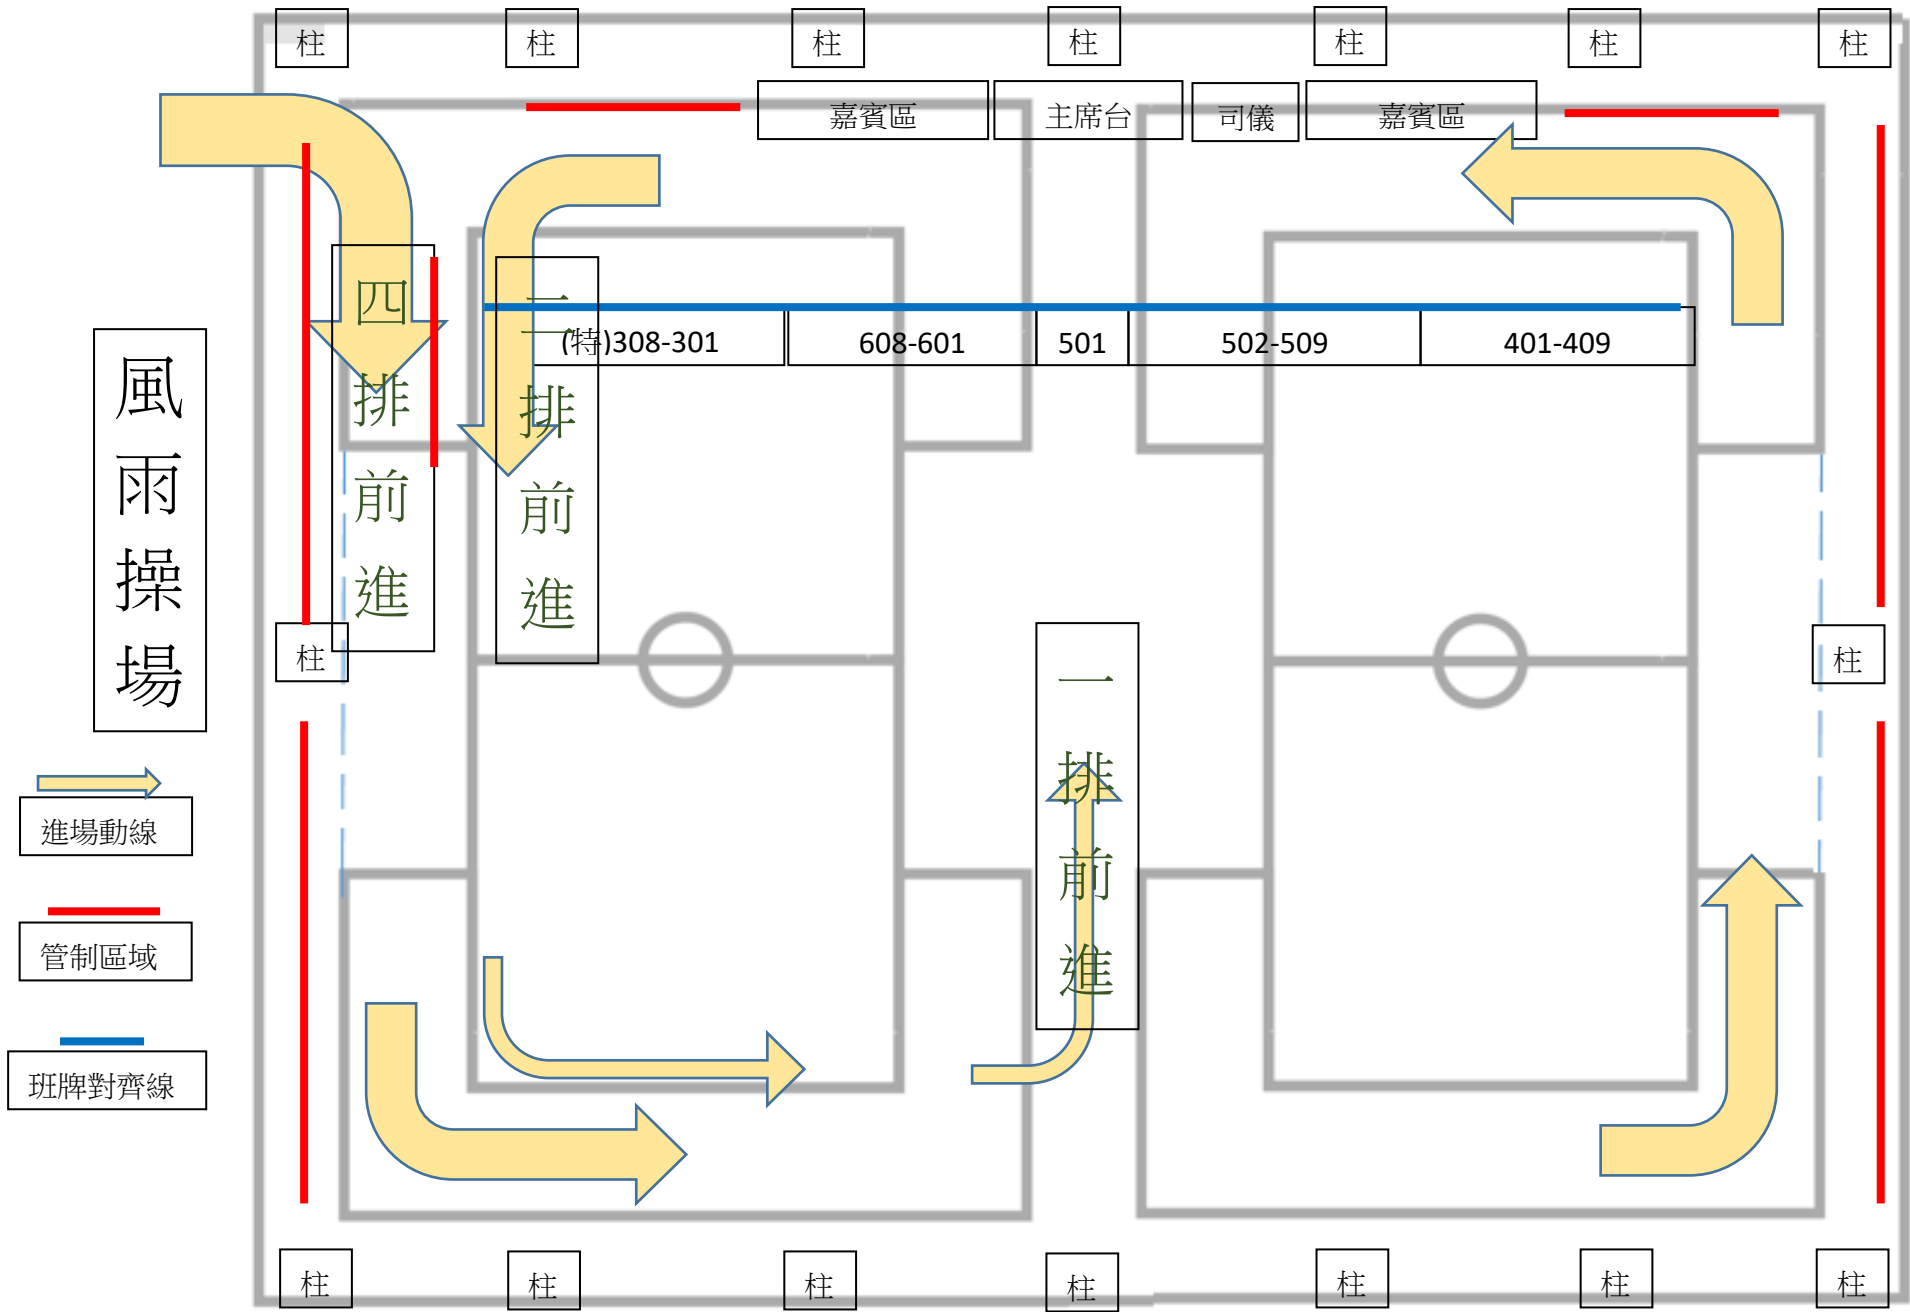 柱
柱
柱
柱
柱
柱
柱
嘉賓區
主席台
司儀
嘉賓區
四排前進
二排前進
(特)308-301
608-601
501
502-509
401-409
風雨操場
柱
柱
一排前進
進場動線
管制區域
班牌對齊線
柱
柱
柱
柱
柱
柱
柱